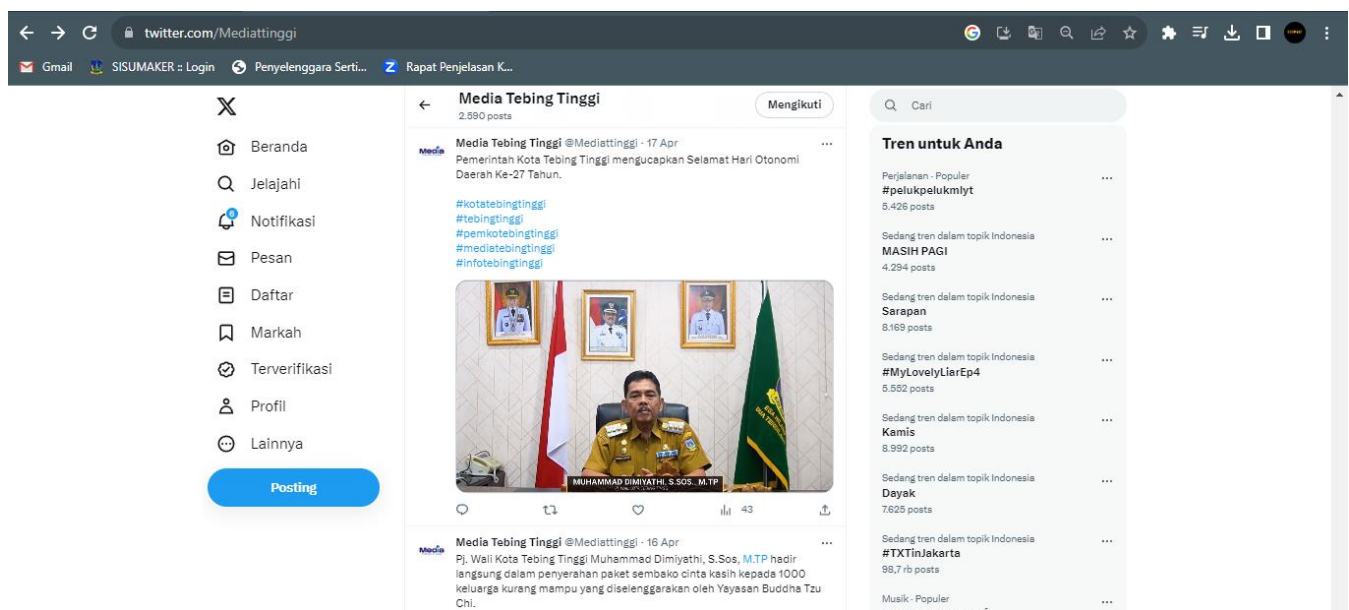 twitter.com/Mediattinggi
Gmail
SISUMAKER :: Login
Penyelenggara Serti...
Rapat Penjelasan K...
Beranda
Jelajahi
6
Notifikasi
Pesan
Daftar
Markah
Terverifikasi
Profil
Lainnya
Posting
Media Tebing Tinggi
2.590 posts
Mengikuti
Media
Media Tebing Tinggi @Mediattinggi · 17 Apr
Pemerintah Kota Tebing Tinggi mengucapkan Selamat Hari Otonomi
Daerah Ke-27 Tahun.
#kotatebingtinggi
#tebingtinggi
#pemkotebingtinggi
#mediatebingtinggi
#infotebingtinggi
MUHAMMAD DIMIYATHI, S.SOS., M.TP
43
Media
Media Tebing Tinggi @Mediattinggi · 16 Apr
Pj. Wali Kota Tebing Tinggi Muhammad Dimiyathi, S.Sos, M.TP hadir
langsung dalam penyerahan paket sembako cinta kasih kepada 1000
keluarga kurang mampu yang diselenggarakan oleh Yayasan Buddha Tzu
Chi.
Cari
Tren untuk Anda
Perjalanan · Populer
#pelukpelukmlyt
5.426 posts
Sedang tren dalam topik Indonesia
MASIH PAGI
4.294 posts
Sedang tren dalam topik Indonesia
Sarapan
8.169 posts
Sedang tren dalam topik Indonesia
#MyLovelyLiarEp4
5.552 posts
Sedang tren dalam topik Indonesia
Kamis
8.992 posts
Sedang tren dalam topik Indonesia
Dayak
7.625 posts
Sedang tren dalam topik Indonesia
#TXTinJakarta
98,7 rb posts
Musik · Populer